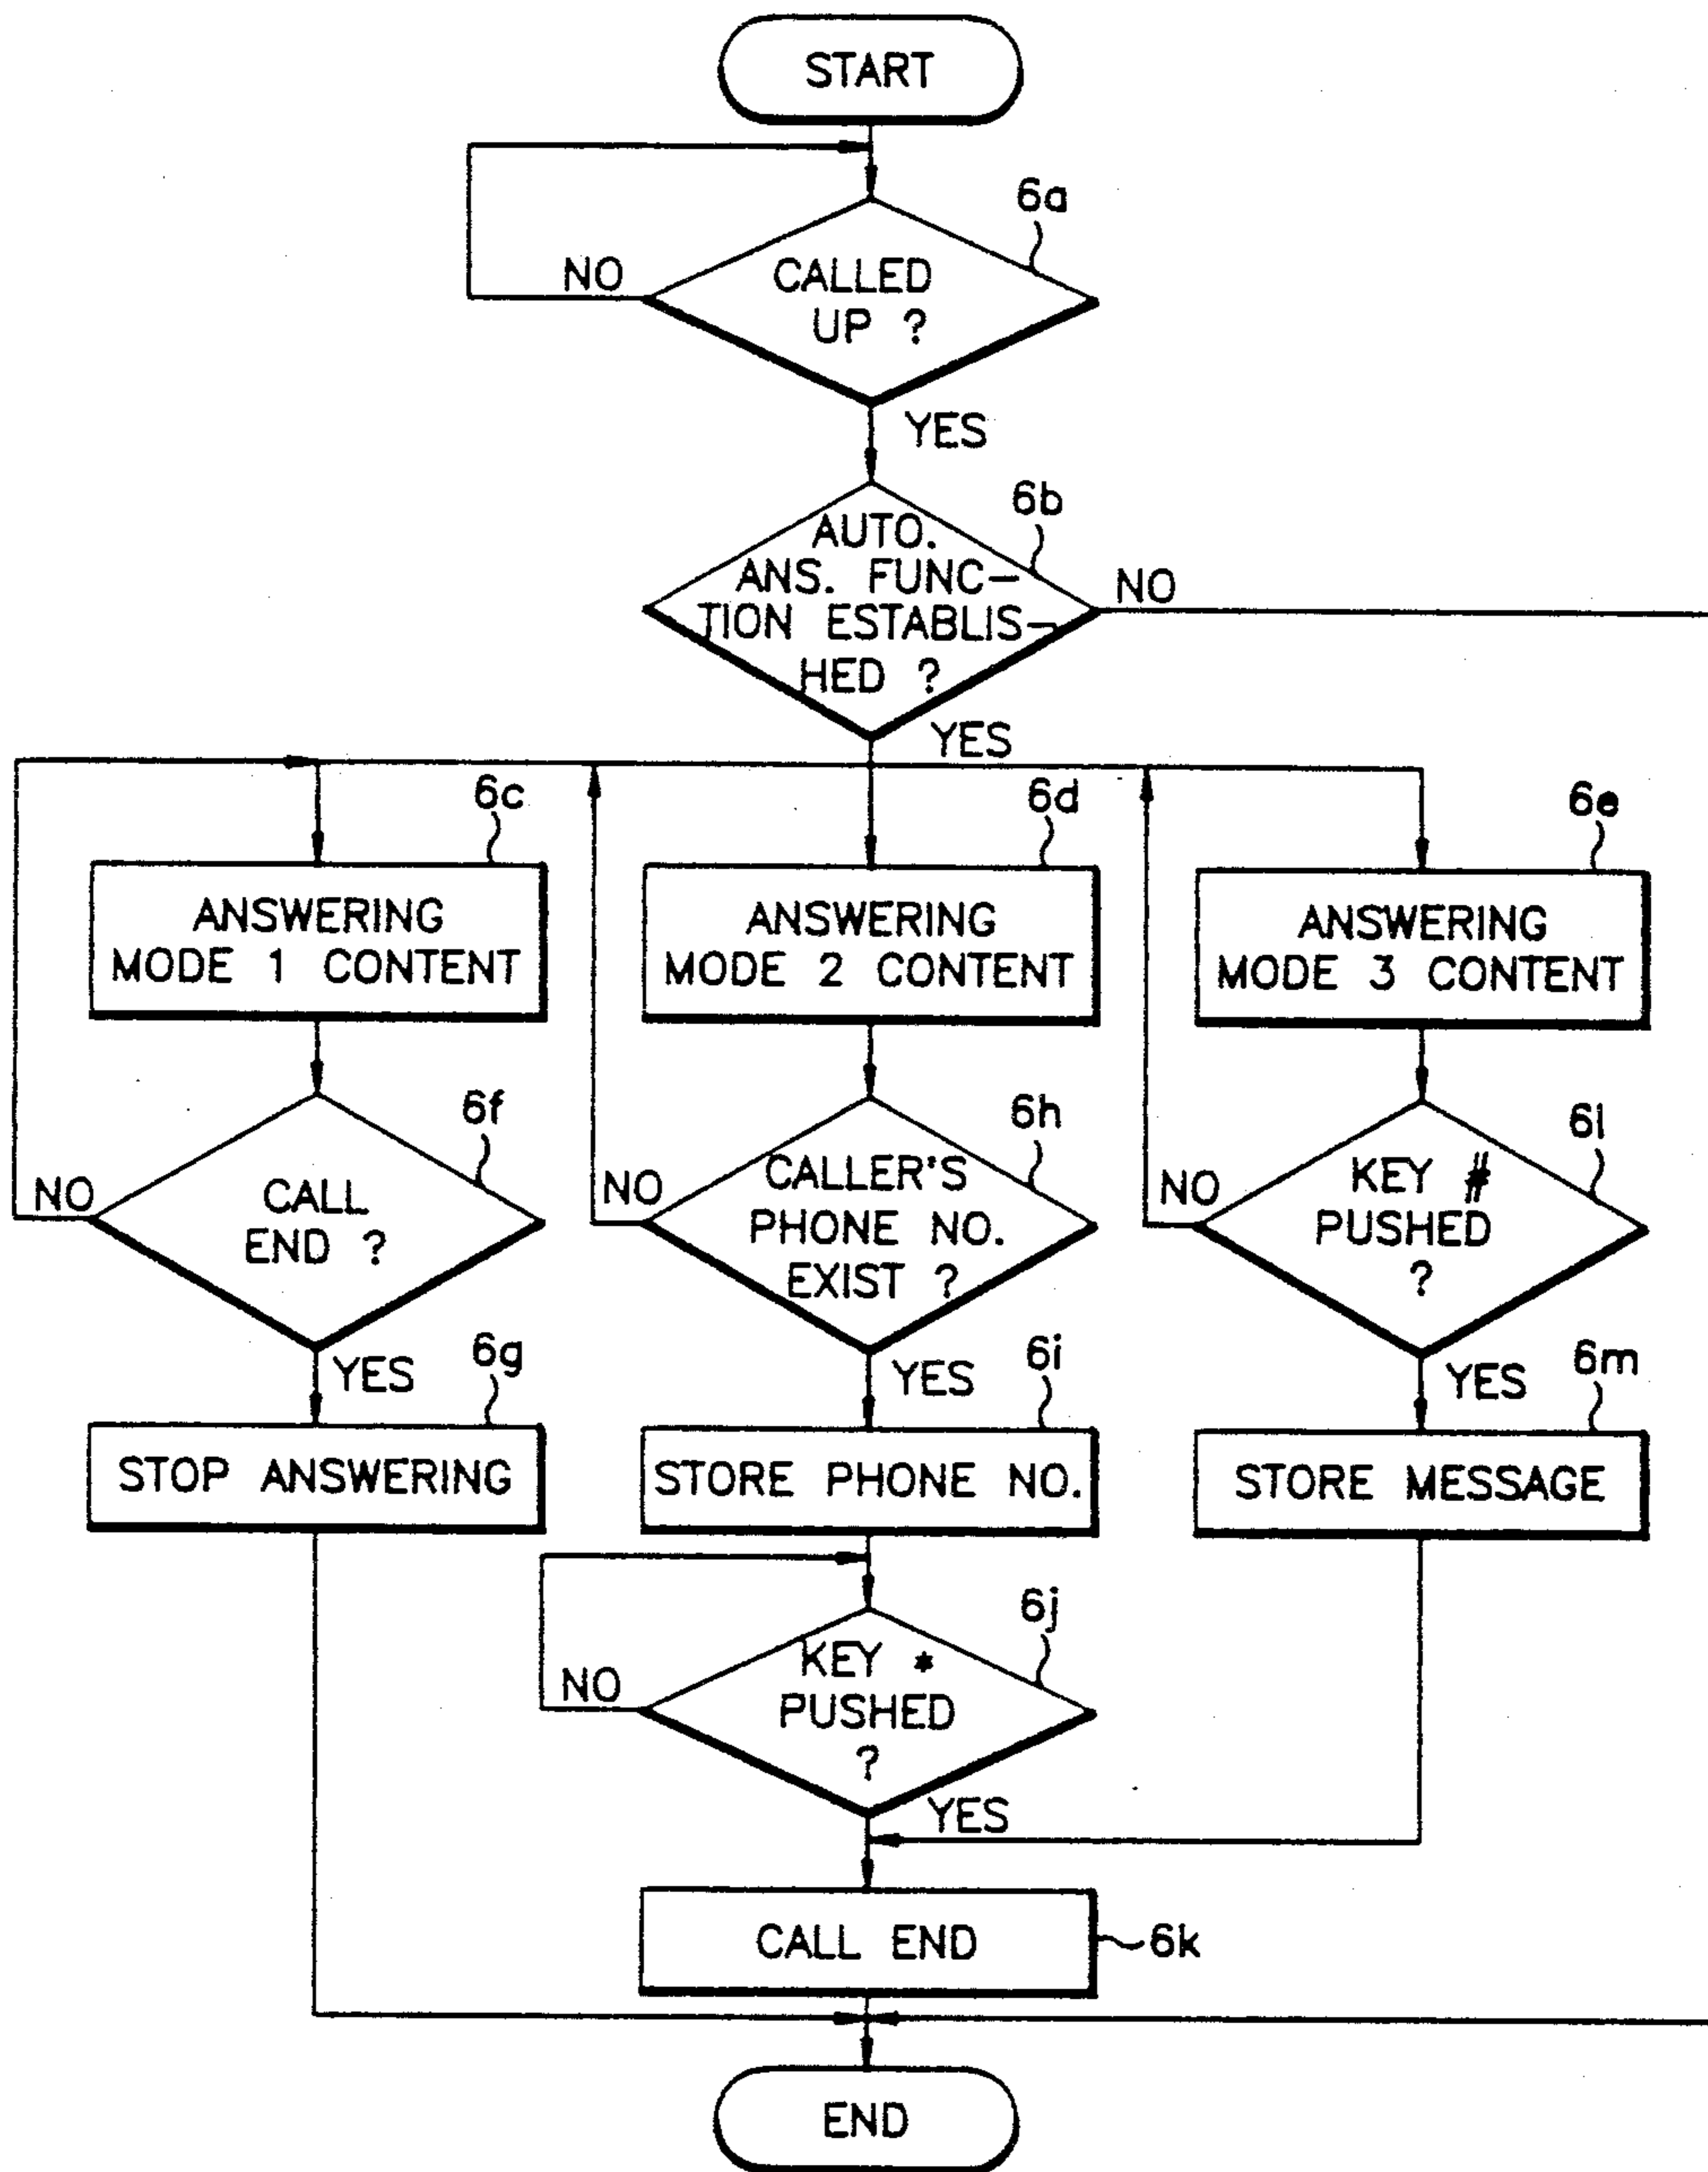 START
6a
NO
CALLED
UP ?
YES
6b
AUTO.
ANS. FUNC-
TION ESTABLIS-
HED ?
NO
YES
6c
6d
6e
ANSWERING
MODE 1 CONTENT
ANSWERING
MODE 2 CONTENT
ANSWERING
MODE 3 CONTENT
6f
NO
CALL
END ?
6h
NO
CALLER'S
PHONE NO.
EXIST ?
6l
NO
KEY #
PUSHED
?
YES
6g
YES
6i
YES
6m
STOP ANSWERING
STORE PHONE NO.
STORE MESSAGE
6j
NO
KEY *
PUSHED
?
YES
CALL END
6k
END